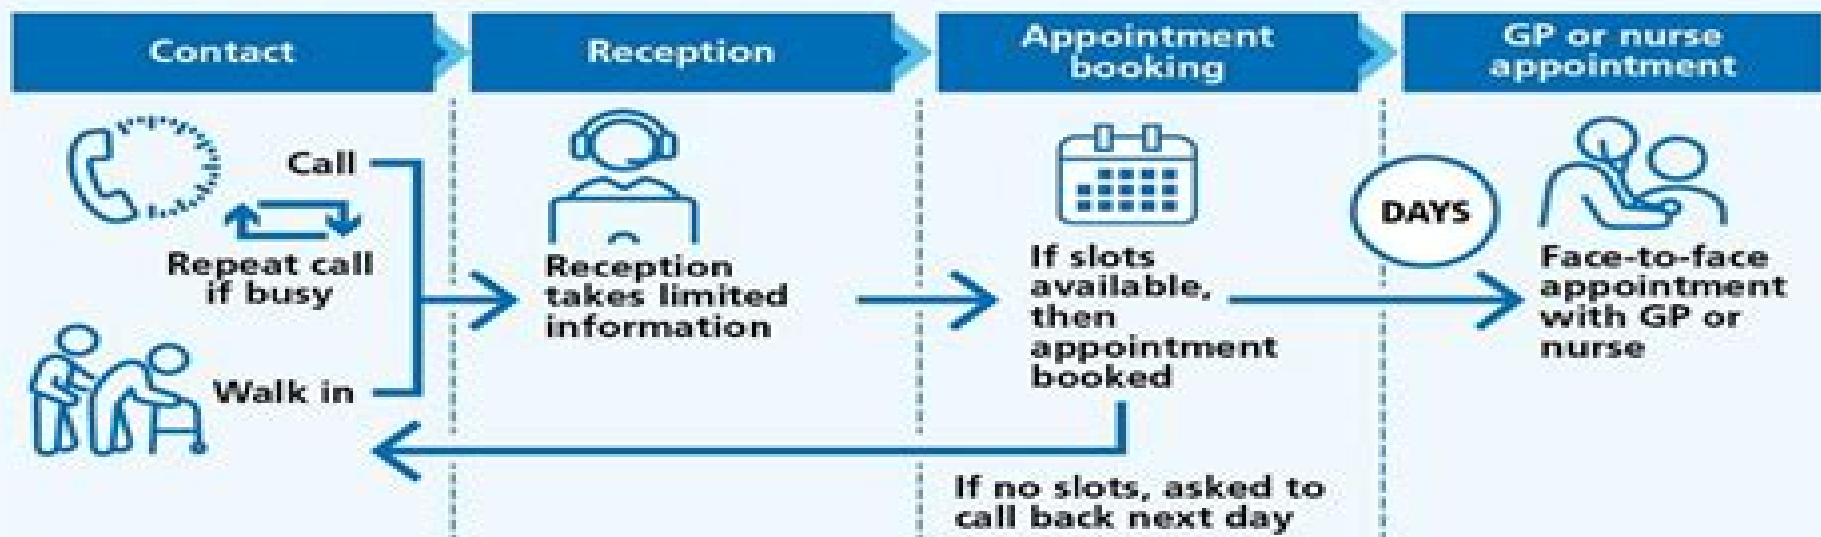 Contact
Reception
Appointment
booking
GP or nurse
appointment
Call
Repeat call
if busy
Walk in
Reception
takes limited
information
If slots
available,
then
appointment
booked
If no slots, asked to
call back next day
DAYS
Face-to-face
appointment
with GP or
nurse